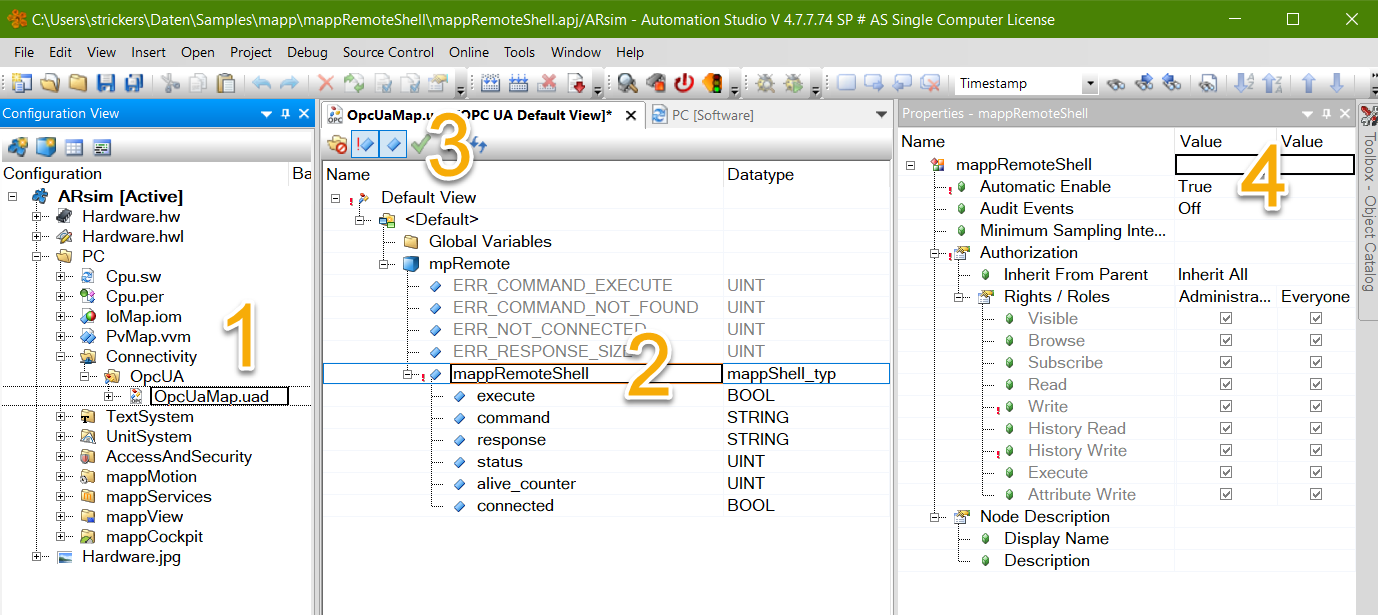 C:\Users\strickers\Daten\Samples\mapp\mappRemoteShell\mappRemoteShell.apj/ARsim - Automation Studio V 4.7.7.74 SP # AS Single Computer License
File Edit View Insert Open Project Debug Source Control Online Tools Window Help
Timestamp
Configuration View
Configuration Ba
ARsim [Active]
Hardware.hw
Hardware.hwl
PC
Cpu.sw
Cpu.per
IoMap.iom
PvMap.vvm
Connectivity
OpcUA
OpcUaMap.uad
TextSystem
UnitSystem
AccessAndSecurity
mappMotion
mappServices
mappView
mappCockpit
Hardware.jpg
1
OpcUaMap.u [OPC UA Default View]* PC [Software]
3
Name Datatype
Default View
<Default>
Global Variables
mpRemote
ERR_COMMAND_EXECUTE UINT
ERR_COMMAND_NOT_FOUND UINT
ERR_NOT_CONNECTED UINT
ERR_RESPONSE_SIZE UINT
mappRemoteShell mappShell_typ
execute BOOL
command STRING
response STRING
status UINT
alive_counter UINT
connected BOOL
2
Properties - mappRemoteShell
Name Value Value
mappRemoteShell
Automatic Enable True
Audit Events Off
Minimum Sampling Inte...
Authorization
Inherit From Parent Inherit All
Rights / Roles Administra... Everyone
Visible
Browse
Subscribe
Read
Write
History Read
History Write
Execute
Attribute Write
Node Description
Display Name
Description
4
Toolbox - Object Catalog